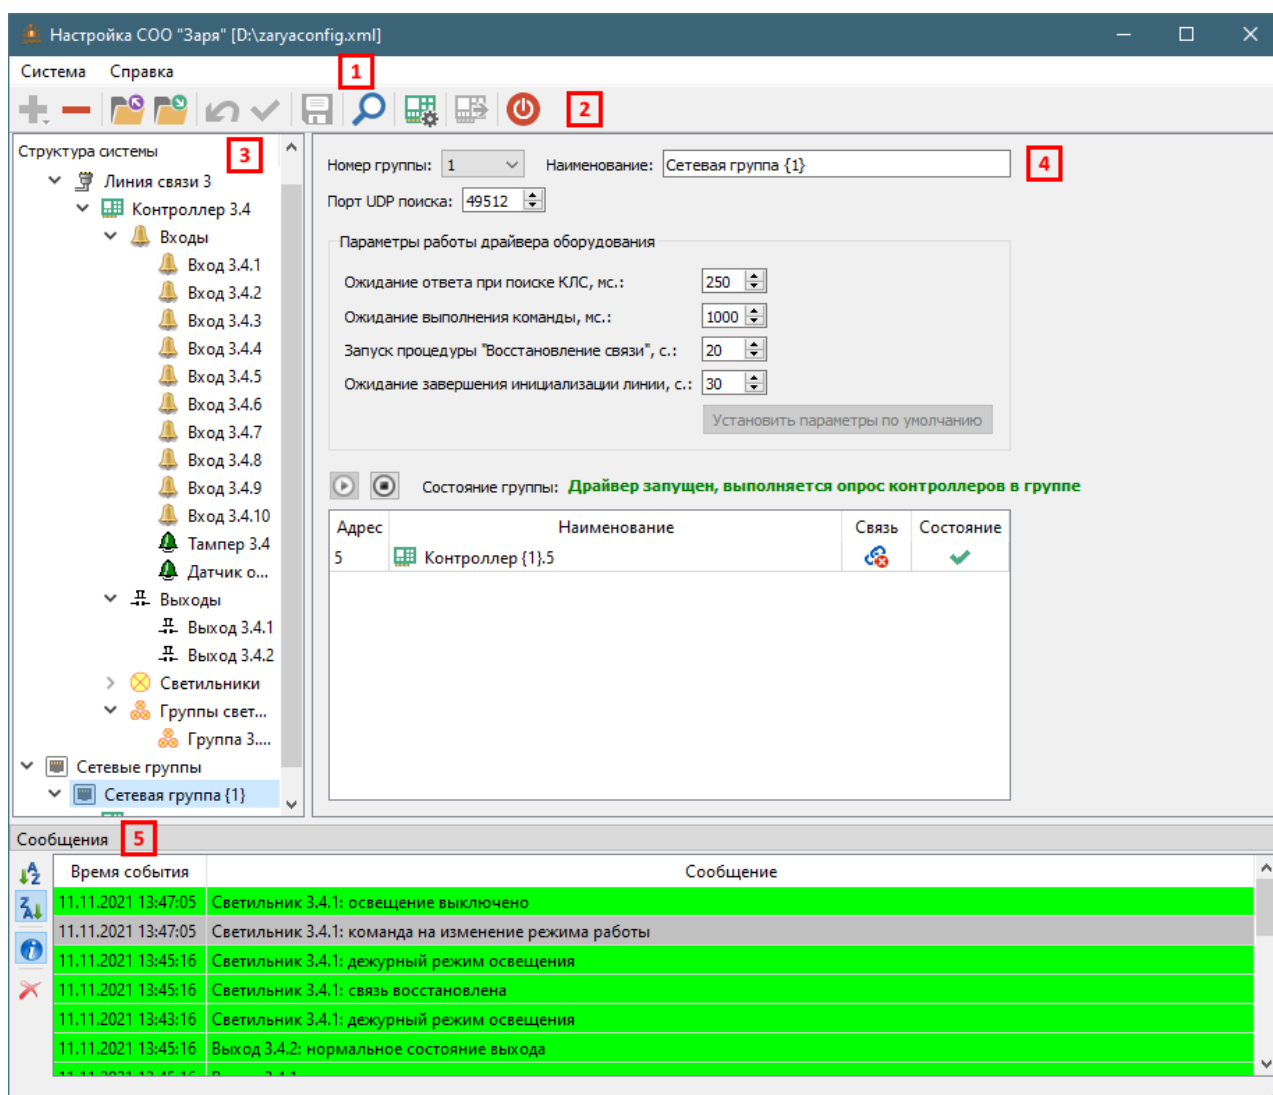 Настройка СОО "Заря" [D:\zaryaconfig.xml]
Система Справка
1
2
Структура системы
3
Линия связи 3
Контроллер 3.4
Входы
Вход 3.4.1
Вход 3.4.2
Вход 3.4.3
Вход 3.4.4
Вход 3.4.5
Вход 3.4.6
Вход 3.4.7
Вход 3.4.8
Вход 3.4.9
Вход 3.4.10
Тампер 3.4
Датчик о...
Выходы
Выход 3.4.1
Выход 3.4.2
Светильники
Группы свет...
Группа 3....
Сетевые группы
Сетевая группа {1}
Номер группы: 1 Наименование: Сетевая группа {1}
4
Порт UDP поиска: 49512
Параметры работы драйвера оборудования
Ожидание ответа при поиске КЛС, мс.: 250
Ожидание выполнения команды, мс.: 1000
Запуск процедуры "Восстановление связи", с.: 20
Ожидание завершения инициализации линии, с.: 30
Установить параметры по умолчанию
Состояние группы: Драйвер запущен, выполняется опрос контроллеров в группе
Адрес Наименование Связь Состояние
5 Контроллер {1}.5
Сообщения
5
Время события Сообщение
11.11.2021 13:47:05 Светильник 3.4.1: освещение выключено
11.11.2021 13:47:05 Светильник 3.4.1: команда на изменение режима работы
11.11.2021 13:45:16 Светильник 3.4.1: дежурный режим освещения
11.11.2021 13:45:16 Светильник 3.4.1: связь восстановлена
11.11.2021 13:43:16 Светильник 3.4.1: дежурный режим освещения
11.11.2021 13:45:16 Выход 3.4.2: нормальное состояние выхода